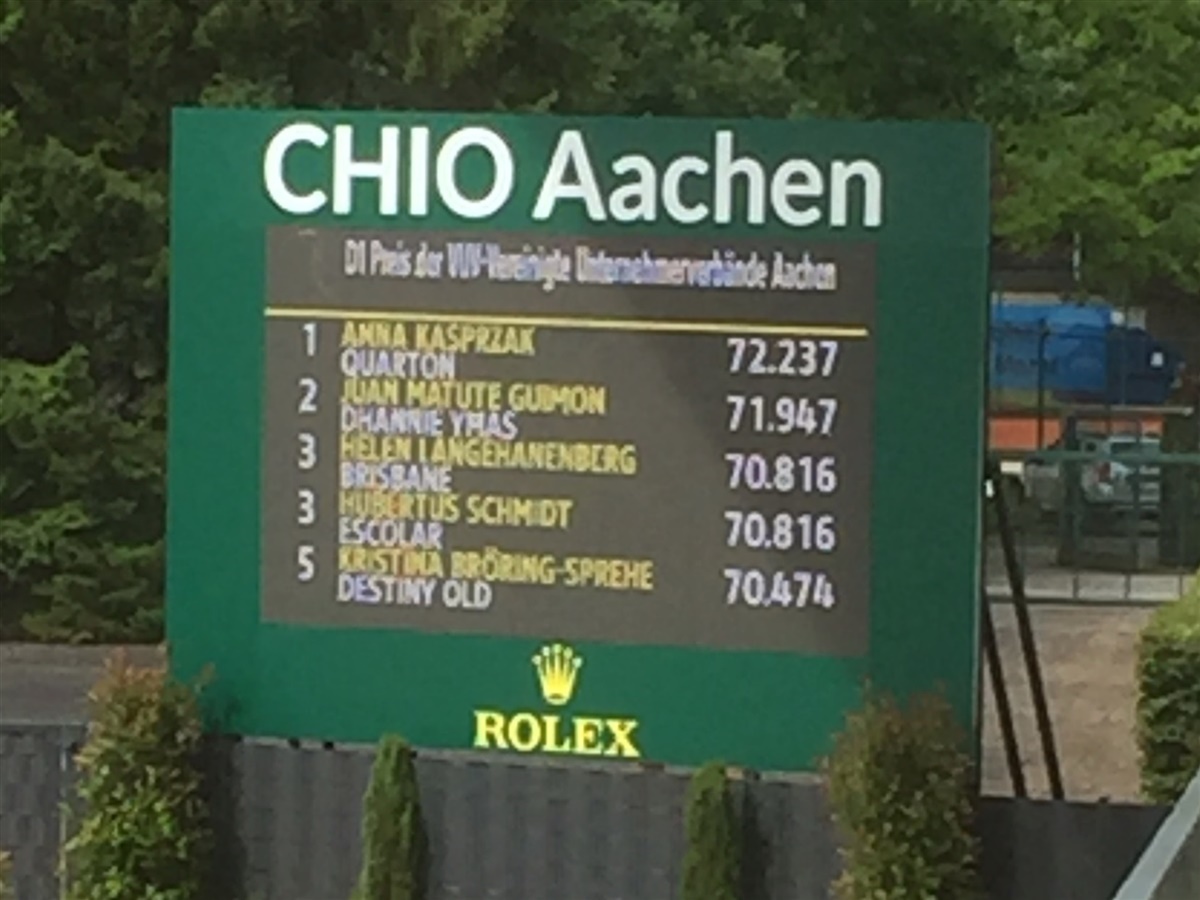 CHIO Aachen
D1 Preis der VUV-Vereinigte Unternehmerverbände Aachen
1 ANNA KASPRZAK 72.237
QUARTON
2 JUAN MATUTE GUIMON 71.947
DHANNIE YMAS
3 HELEN LANGEHANENBERG 70.816
BRISBANE
3 HUBERTUS SCHMIDT 70.816
ESCOLAR
5 KRISTINA BRÖRING-SPREHE 70.474
DESTINY OLD
ROLEX